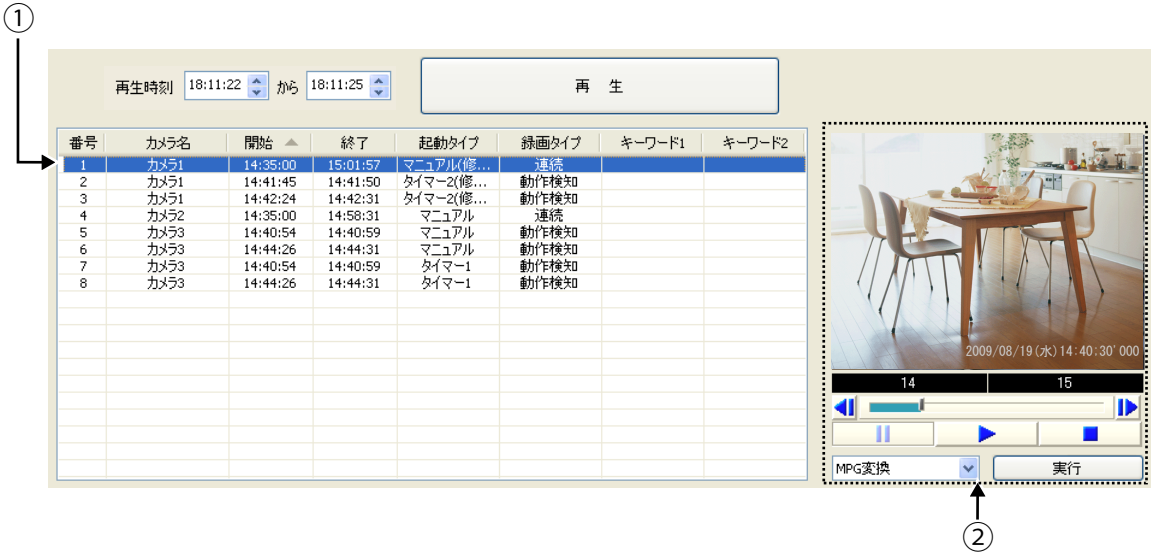 ①
再生時刻 18:11:22 から 18:11:25 再 生
番号 カメラ名 開始 終了 起動タイプ 録画タイプ キーワード1 キーワード2
1 カメラ1 14:35:00 15:01:57 マニュアル(修... 連続
2 カメラ1 14:41:45 14:41:50 タイマー2(修... 動作検知
3 カメラ1 14:42:24 14:42:31 タイマー2(修... 動作検知
4 カメラ2 14:35:00 14:58:31 マニュアル 連続
5 カメラ3 14:40:54 14:40:59 マニュアル 動作検知
6 カメラ3 14:44:26 14:44:31 マニュアル 動作検知
7 カメラ3 14:40:54 14:40:59 タイマー1 動作検知
8 カメラ3 14:44:26 14:44:31 タイマー1 動作検知
2009/08/19(水)14:40:30'000
14 15
MPG変換 実行
②